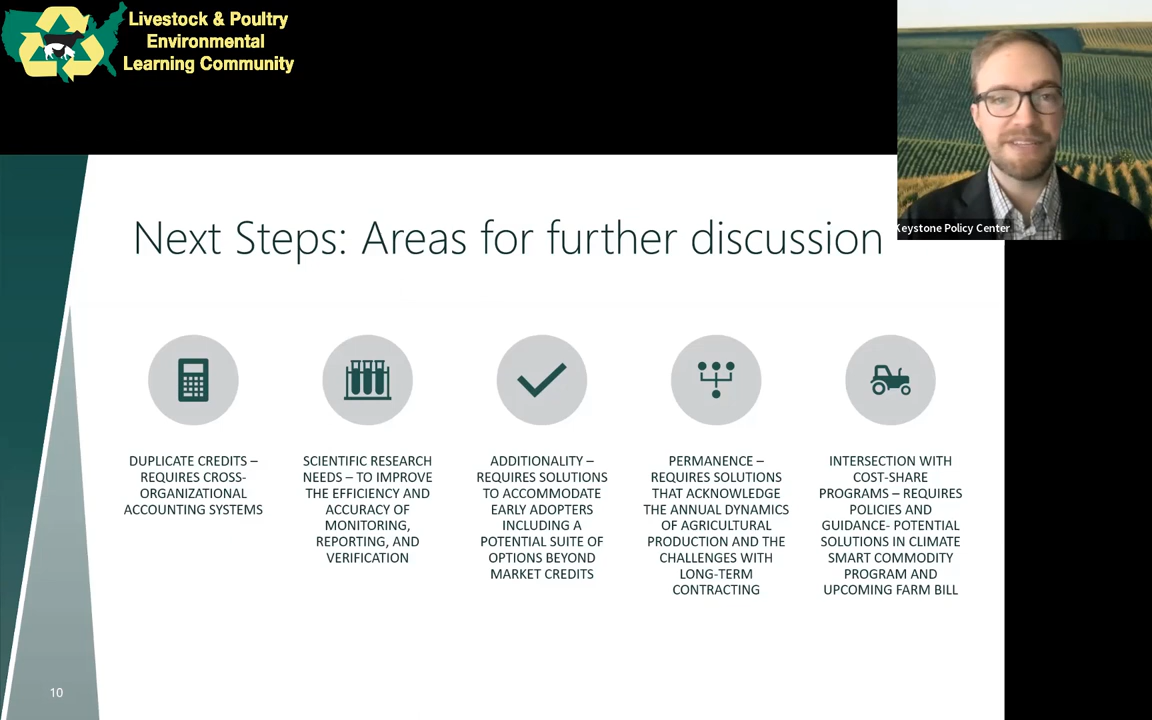 Livestock & Poultry
Environmental
Learning Community
Keystone Policy Center
Next Steps: Areas for further discussion
DUPLICATE CREDITS –
REQUIRES CROSS-
ORGANIZATIONAL
ACCOUNTING SYSTEMS
SCIENTIFIC RESEARCH
NEEDS – TO IMPROVE
THE EFFICIENCY AND
ACCURACY OF
MONITORING,
REPORTING, AND
VERIFICATION
ADDITIONALITY –
REQUIRES SOLUTIONS
TO ACCOMMODATE
EARLY ADOPTERS
INCLUDING A
POTENTIAL SUITE OF
OPTIONS BEYOND
MARKET CREDITS
PERMANENCE –
REQUIRES SOLUTIONS
THAT ACKNOWLEDGE
THE ANNUAL DYNAMICS
OF AGRICULTURAL
PRODUCTION AND THE
CHALLENGES WITH
LONG-TERM
CONTRACTING
INTERSECTION WITH
COST-SHARE
PROGRAMS – REQUIRES
POLICIES AND
GUIDANCE- POTENTIAL
SOLUTIONS IN CLIMATE
SMART COMMODITY
PROGRAM AND
UPCOMING FARM BILL
10